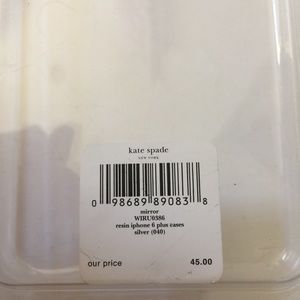 kate spade
NEW YORK
0 98689 89083 8
mirror
WIRU0386
resin iphone 6 plus cases
silver (040)
our price 45.00